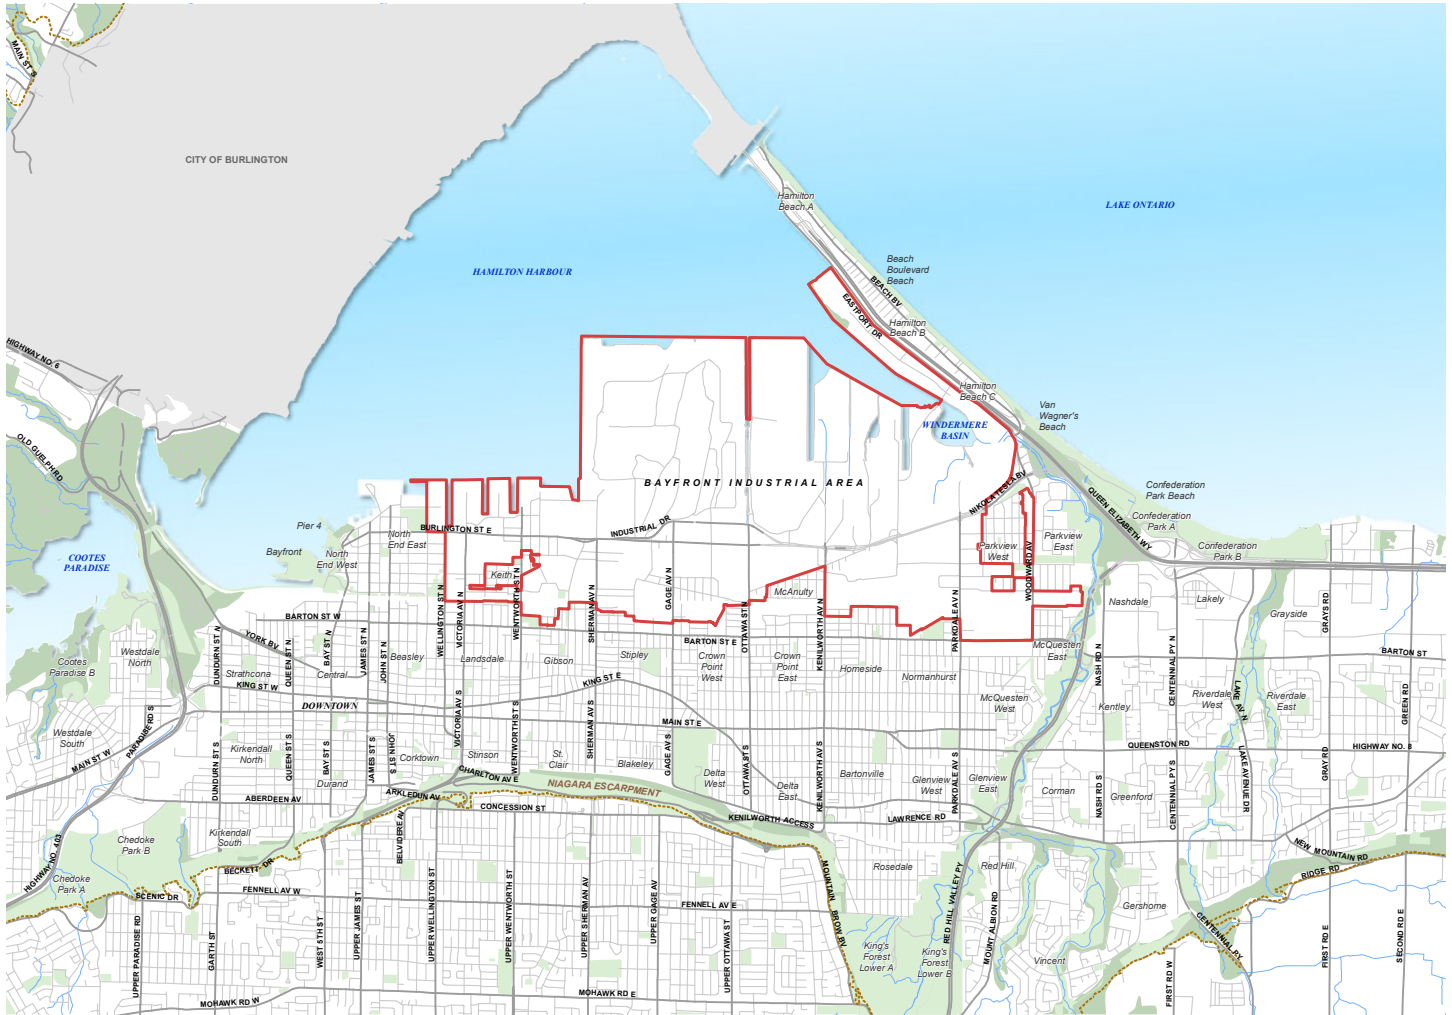 MAIN ST S
CITY OF BURLINGTON
LAKE ONTARIO
HAMILTON HARBOUR
Hamilton
Beach A
Beach
Boulevard
Beach
BEACH BV
EASTPORT DR
Hamilton
Beach B
Hamilton
Beach C
Van
Wagner's
Beach
WINDERMERE
BASIN
HIGHWAY NO. 6
OLD GUELPH RD
COOTES
PARADISE
BAYFRONT INDUSTRIAL AREA
NIKOLA TESLA BV
QUEEN ELIZABETH WY
Confederation
Park Beach
Confederation
Park A
Confederation
Park B
Pier 4
Bayfront
North
End West
North
End East
BURLINGTON ST E
INDUSTRIAL DR
Keith
McAnulty
Parkview
West
Parkview
East
WOODWARD AV
Nashdale
Lakely
Grayside
GRAYS RD
BARTON ST W
YORK BV
WELLINGTON ST N
VICTORIA AV N
WENTWORTH ST N
SHERMAN AV N
GAGE AV N
OTTAWA ST N
KENILWORTH AV N
PARKDALE AV N
BARTON ST E
McQuesten
East
NASH RD N
CENTENNIAL PY N
BARTON ST
DUNDURN ST N
QUEEN ST N
BAY ST N
JAMES ST N
JOHN ST N
Cootes
Paradise B
Westdale
North
Strathcona
Central
Beasley
Landsdale
Gibson
Stipley
Crown
Point
West
Crown
Point
East
Homeside
Normanhurst
KING ST W
KING ST E
DOWNTOWN
McQuesten
West
Kentley
Riverdale
West
LAKE AV N
Riverdale
East
GREEN RD
Westdale
South
MAIN ST W
PARADISE RD S
MAIN ST E
QUEENSTON RD
HIGHWAY NO. 8
Kirkendall
North
DUNDURN ST S
QUEEN ST S
BAY ST S
JAMES ST S
JOHN ST S
Corktown
Durand
VICTORIA AV S
Stinson
WENTWORTH ST S
St.
Clair
SHERMAN AV S
Blakeley
GAGE AV S
Delta
West
OTTAWA ST S
Delta
East
KENILWORTH AV S
Bartonville
Glenview
West
PARKDALE AV S
Glenview
East
Corman
NASH RD S
Greenford
CENTENNIAL PY S
LAKE AVENUE DR
GRAY RD
CHARLTON AV E
NIAGARA ESCARPMENT
ARKLEDUN AV
ABERDEEN AV
CONCESSION ST
KENILWORTH ACCESS
LAWRENCE RD
HIGHWAY NO. 403
Chedoke
Park B
Kirkendall
South
BELVIDERE AV
BECKETT DR
Chedoke
Park A
SCENIC DR
FENNELL AV W
FENNELL AV E
MOUNTAIN BROW BV
Rosedale
Red Hill
NEW MOUNTAIN RD
RIDGE RD
Gershome
CENTENNIAL PY
UPPER PARADISE RD
GARTH ST
WEST 5TH ST
UPPER JAMES ST
UPPER WELLINGTON ST
UPPER WENTWORTH ST
UPPER SHERMAN AV
UPPER GAGE AV
UPPER OTTAWA ST
King's
Forest
Lower A
King's
Forest
Lower B
RED HILL VALLEY PY
MOUNT ALBION RD
Vincent
FIRST RD W
FIRST RD E
SECOND RD E
MOHAWK RD W
MOHAWK RD E